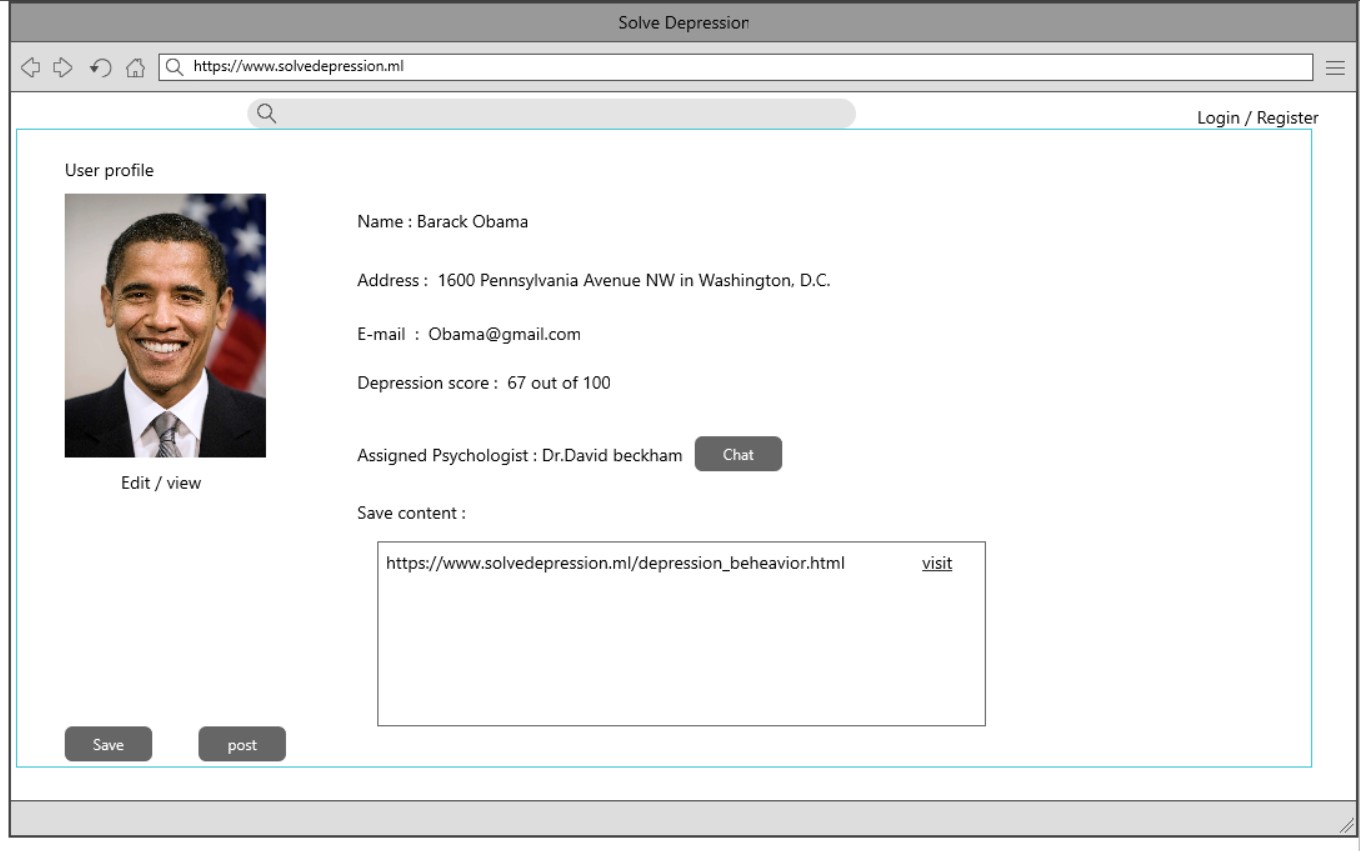 Solve Depression
https://www.solvedepression.ml
Login / Register
User profile
Name : Barack Obama
Address : 1600 Pennsylvania Avenue NW in Washington, D.C.
E-mail : Obama@gmail.com
Depression score : 67 out of 100
Assigned Psychologist : Dr.David beckham Chat
Edit / view
Save content :
https://www.solvedepression.ml/depression_beheavior.html visit
Save post